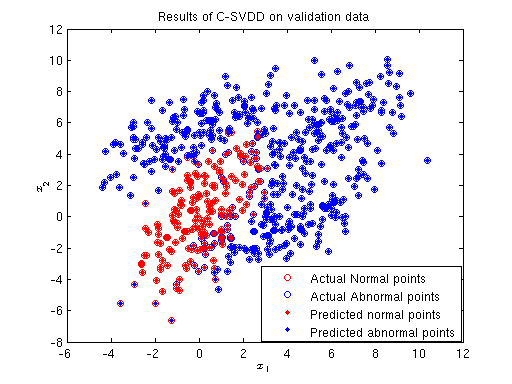 Results of C-SVDD on validation data
12
10
8
6
4
2
0
-2
-4
-6
-8
x2
Actual Normal points
Actual Abnormal points
Predicted normal points
Predicted abnormal points
-6 -4 -2 0 2 4 6 8 10 12
x1